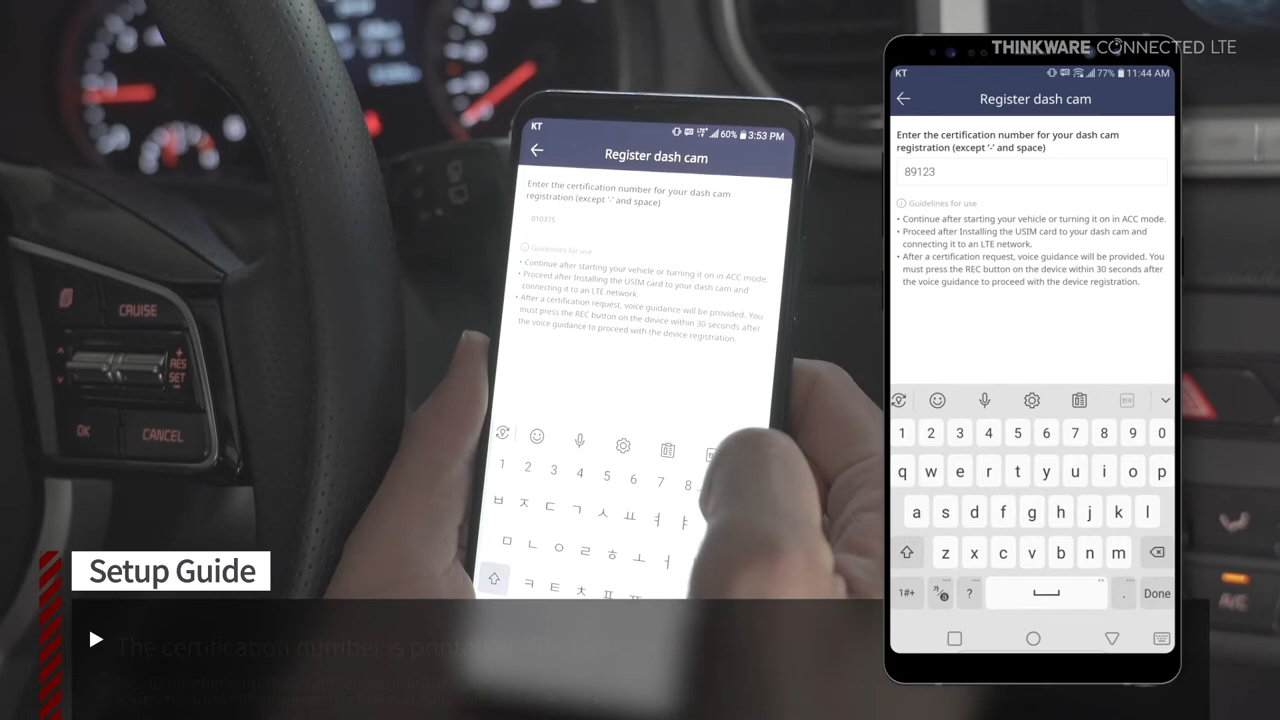 THINKWARE CONNECTED LTE
KT
77% 11:44 AM
Register dash cam
Enter the certification number for your dash cam
registration (except '-' and space)
89123
Guidelines for use
• Continue after starting your vehicle or turning it on in ACC mode.
• Proceed after Installing the USIM card to your dash cam and
connecting it to an LTE network.
• After a certification request, voice guidance will be provided. You
must press the REC button on the device within 30 seconds after
the voice guidance to proceed with the device registration.
1 2 3 4 5 6 7 8 9 0
q w e r t y u i o p
a s d f g h j k l
z x c v b n m
1#+ ? . Done
KT
60% 3:53 PM
Register dash cam
Enter the certification number for your dash cam
registration (except '-' and space)
010375
Guidelines for use
• Continue after starting your vehicle or turning it on in ACC mode.
• Proceed after Installing the USIM card to your dash cam and
connecting it to an LTE network.
• After a certification request, voice guidance will be provided. You
must press the REC button on the device within 30 seconds after
the voice guidance to proceed with the device registration.
1 2 3 4 5 6 7 8
ㅂ ㅈ ㄷ ㄱ ㅅ ㅛ ㅕ ㅑ
ㅁ ㄴ ㅇ ㄹ ㅎ ㅗ ㅓ
ㅋ ㅌ ㅊ ㅍ ㅠ
CRUISE
RES
SET
OK
CANCEL
A/C
Setup Guide
The certification number is